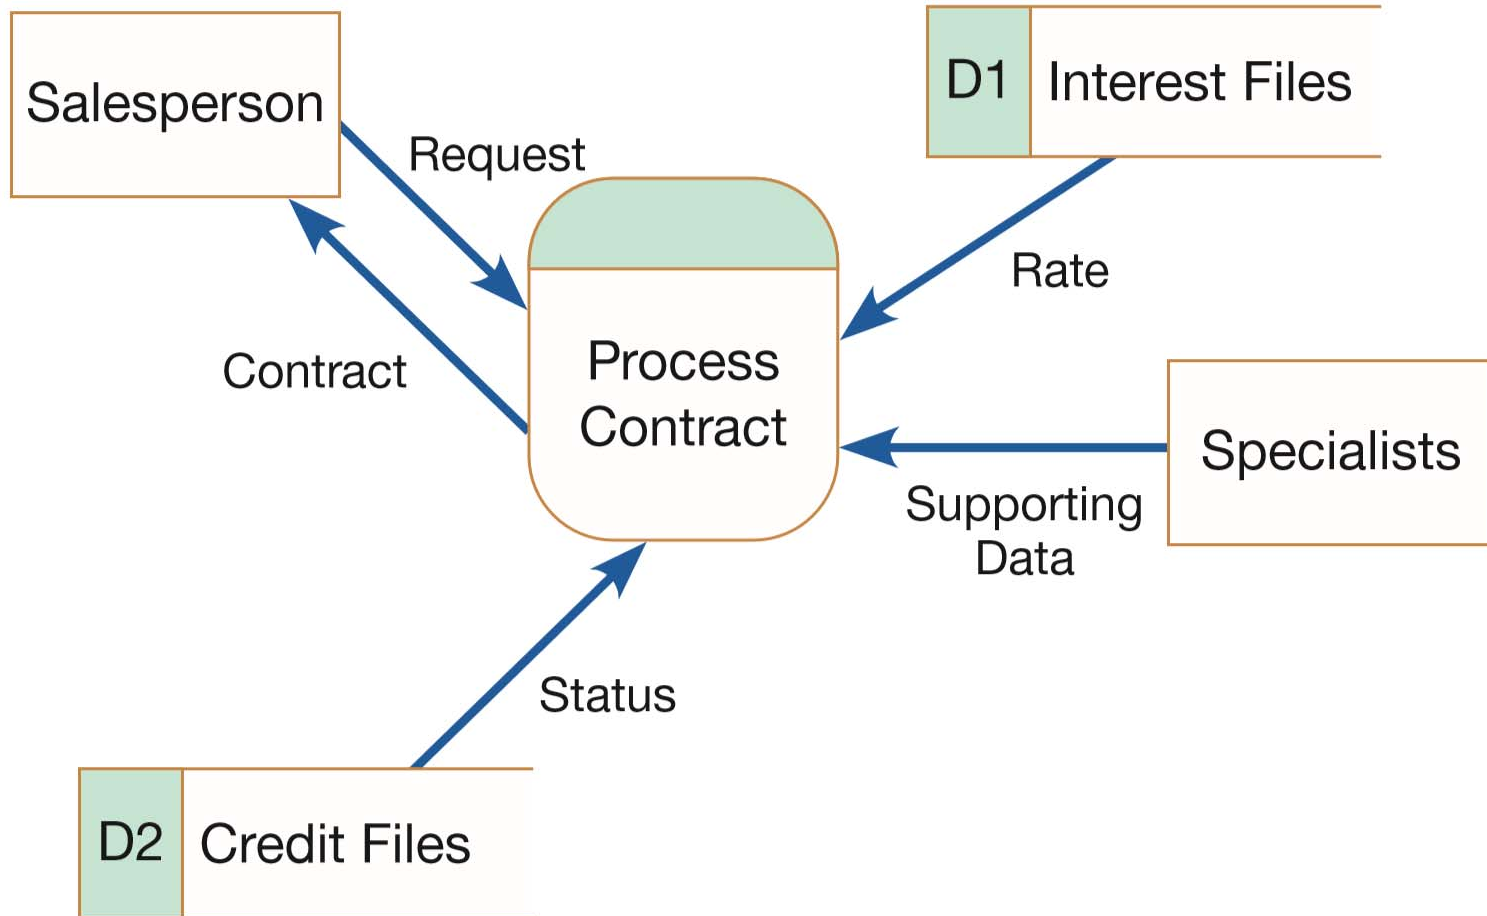 Salesperson
D1 Interest Files
Request
Rate
Process
Contract
Contract
Specialists
Supporting
Data
Status
D2 Credit Files